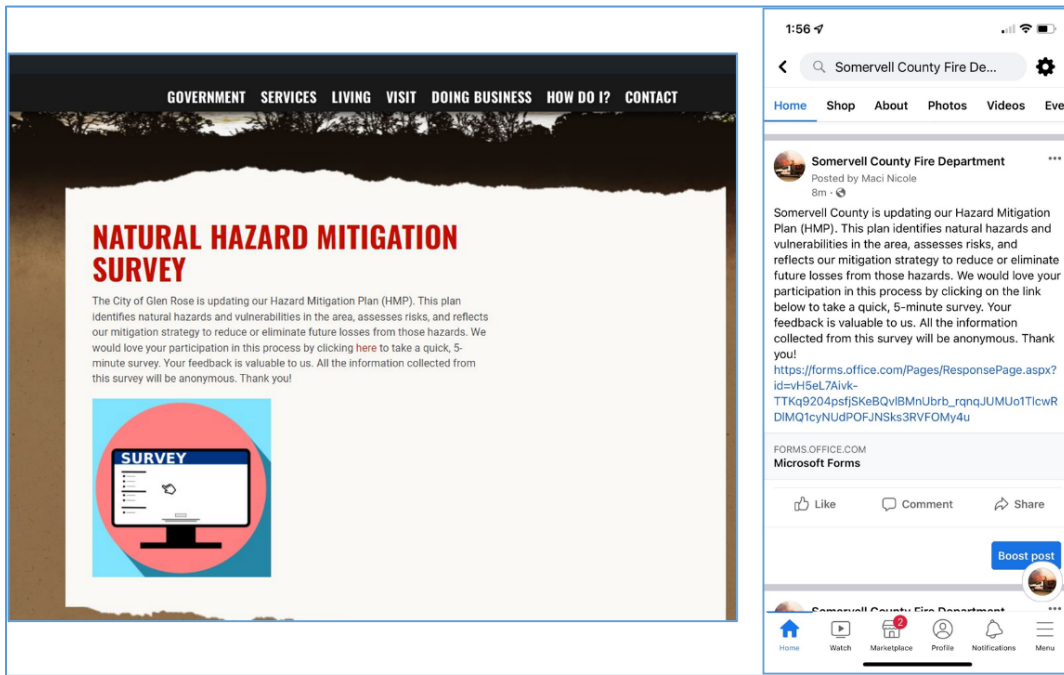 GOVERNMENT SERVICES LIVING VISIT DOING BUSINESS HOW DO I? CONTACT
NATURAL HAZARD MITIGATION
SURVEY
The City of Glen Rose is updating our Hazard Mitigation Plan (HMP). This plan
identifies natural hazards and vulnerabilities in the area, assesses risks, and reflects
our mitigation strategy to reduce or eliminate future losses from those hazards. We
would love your participation in this process by clicking here to take a quick, 5-
minute survey. Your feedback is valuable to us. All the information collected from
this survey will be anonymous. Thank you!
SURVEY
1:56
Somervell County Fire De...
Home Shop About Photos Videos Eve
Somervell County Fire Department
Posted by Maci Nicole
8m
Somervell County is updating our Hazard Mitigation
Plan (HMP). This plan identifies natural hazards and
vulnerabilities in the area, assesses risks, and
reflects our mitigation strategy to reduce or eliminate
future losses from those hazards. We would love your
participation in this process by clicking on the link
below to take a quick, 5-minute survey. Your
feedback is valuable to us. All the information
collected from this survey will be anonymous. Thank
you!
https://forms.office.com/Pages/ResponsePage.aspx?
id=vH5eL7Aivk-
TTKq9204psfjSKeBQvlBMnUbrb_rqnqJUMUo1TlcwR
DlMQ1cyNUdPOFJNSks3RVFOMy4u
FORMS.OFFICE.COM
Microsoft Forms
Like Comment Share
Boost post
Somervell County Fire Department
2
Home Watch Marketplace Profile Notifications Menu